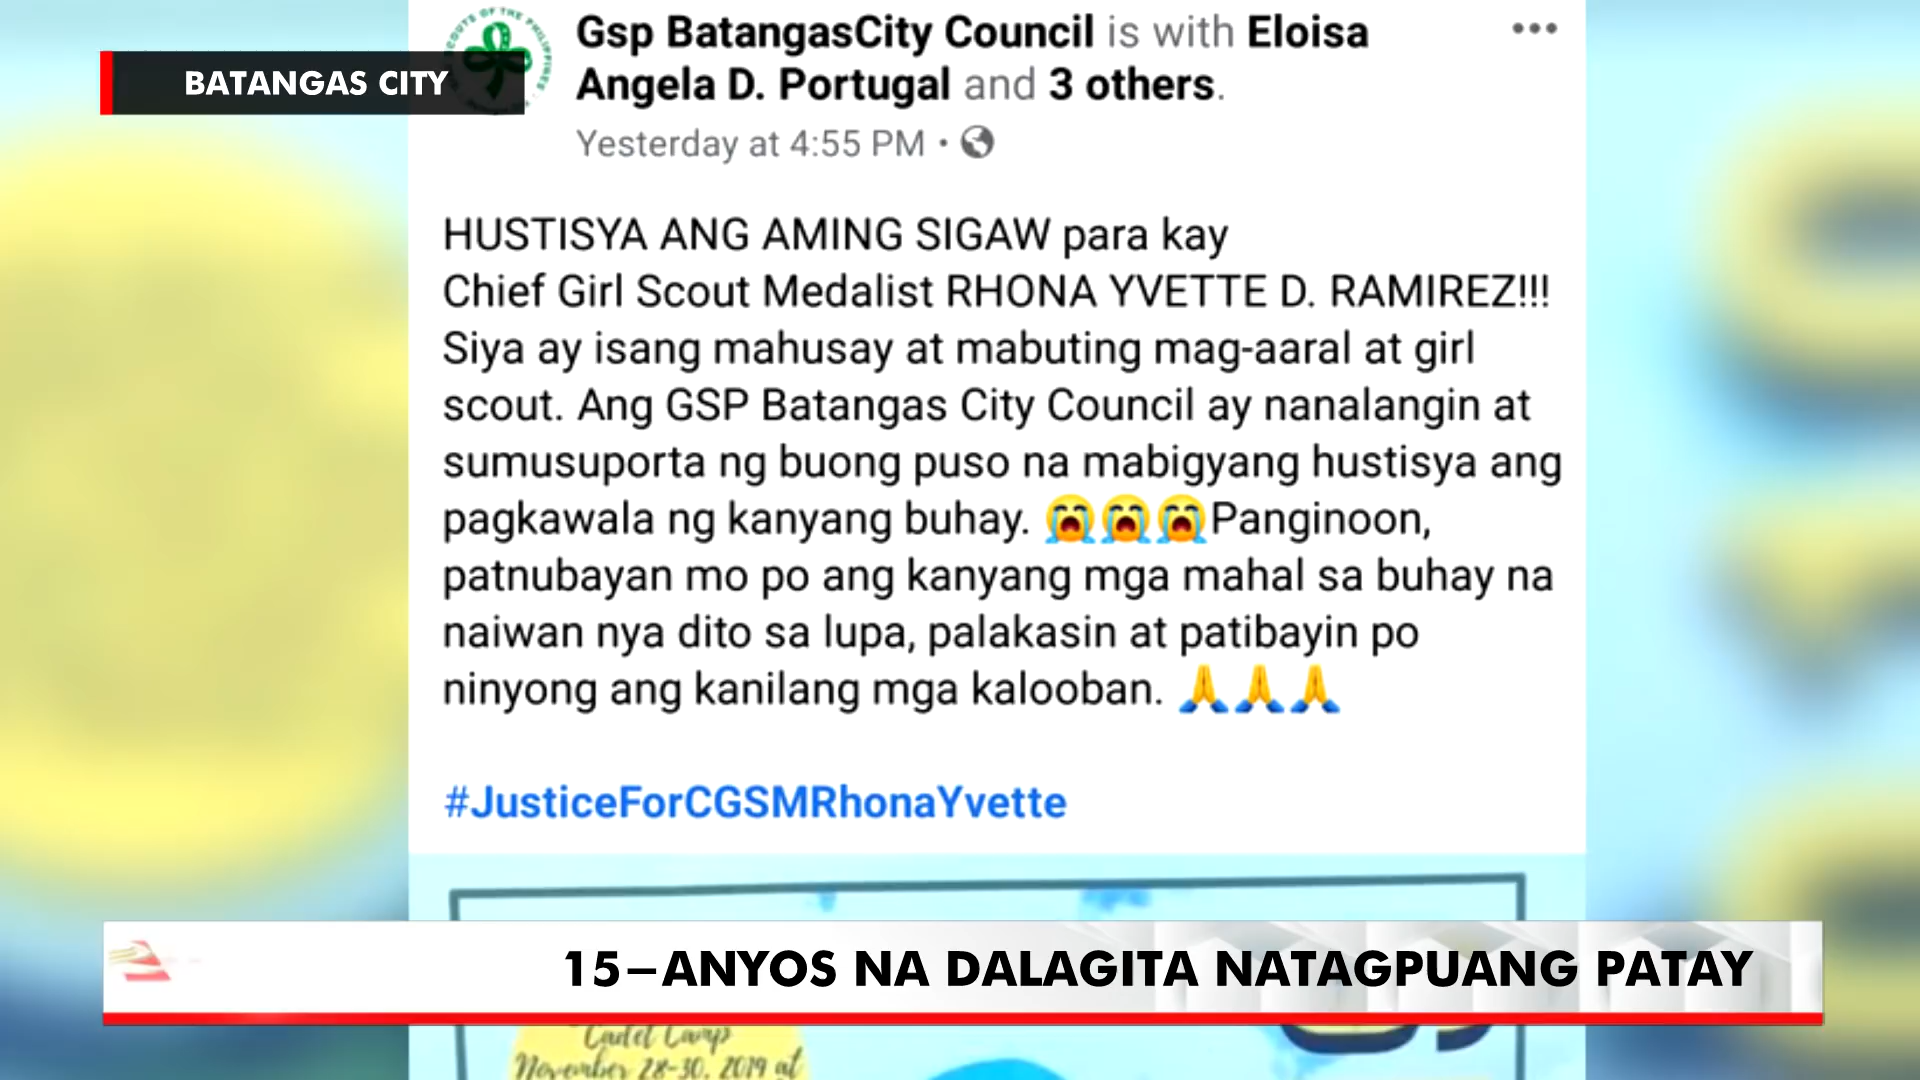 BATANGAS CITY
Gsp BatangasCity Council is with Eloisa
Angela D. Portugal and 3 others.
Yesterday at 4:55 PM •
HUSTISYA ANG AMING SIGAW para kay
Chief Girl Scout Medalist RHONA YVETTE D. RAMIREZ!!!
Siya ay isang mahusay at mabuting mag-aaral at girl
scout. Ang GSP Batangas City Council ay nanalangin at
sumusuporta ng buong puso na mabigyang hustisya ang
pagkawala ng kanyang buhay. 😭😭😭Panginoon,
patnubayan mo po ang kanyang mga mahal sa buhay na
naiwan nya dito sa lupa, palakasin at patibayin po
ninyong ang kanilang mga kalooban. 🙏🙏🙏
#JusticeForCGSMRhonaYvette
15–ANYOS NA DALAGITA NATAGPUANG PATAY
Cadet Camp
November 28-30, 2019 at